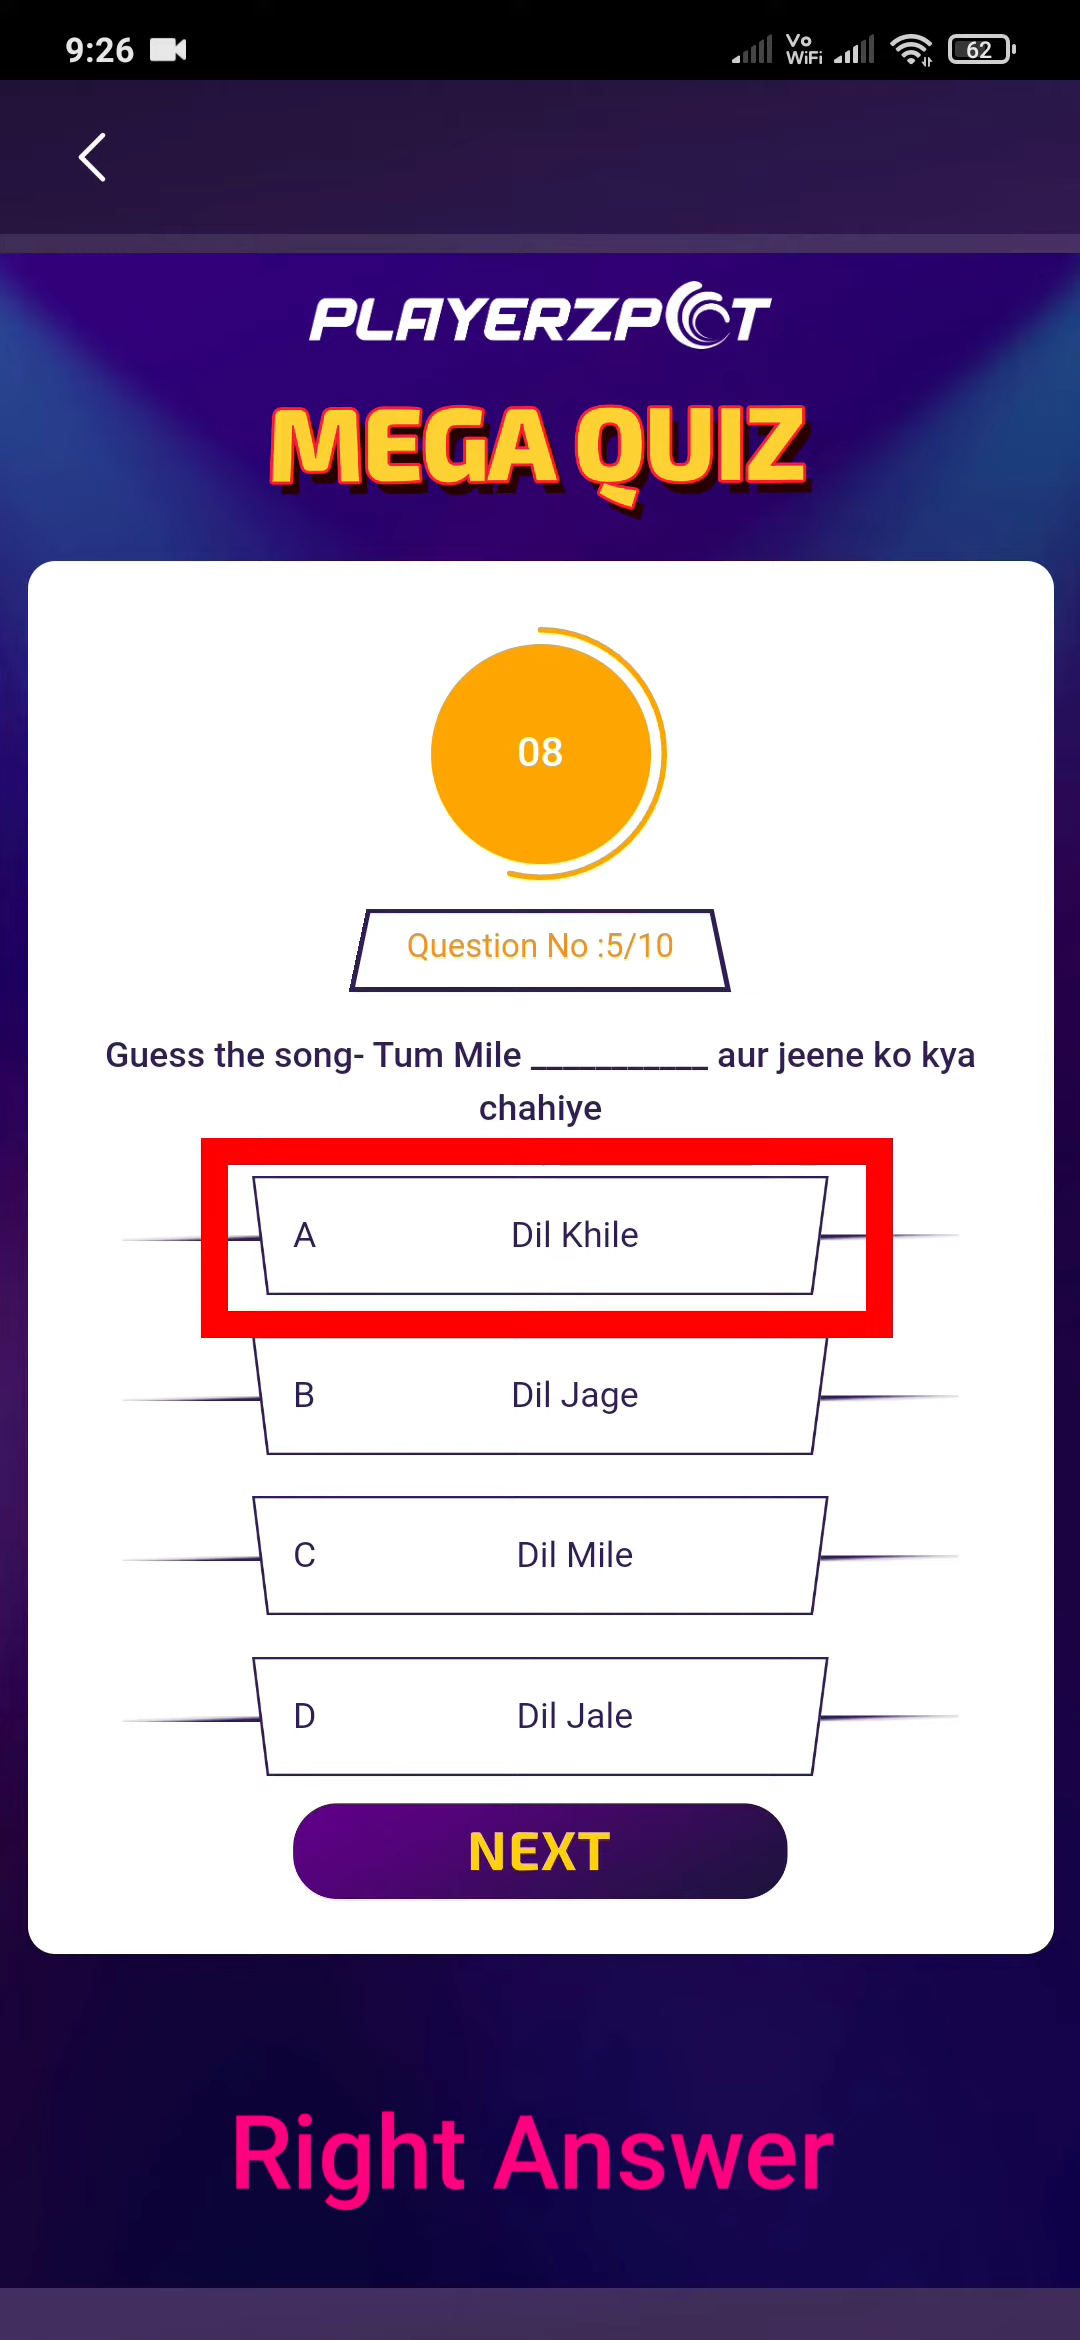 9:26
Vo
WiFi
62
PLAYERZPOT
MEGA QUIZ
08
Question No :5/10
Guess the song- Tum Mile ___________ aur jeene ko kya
chahiye
A Dil Khile
B Dil Jage
C Dil Mile
D Dil Jale
NEXT
Right Answer